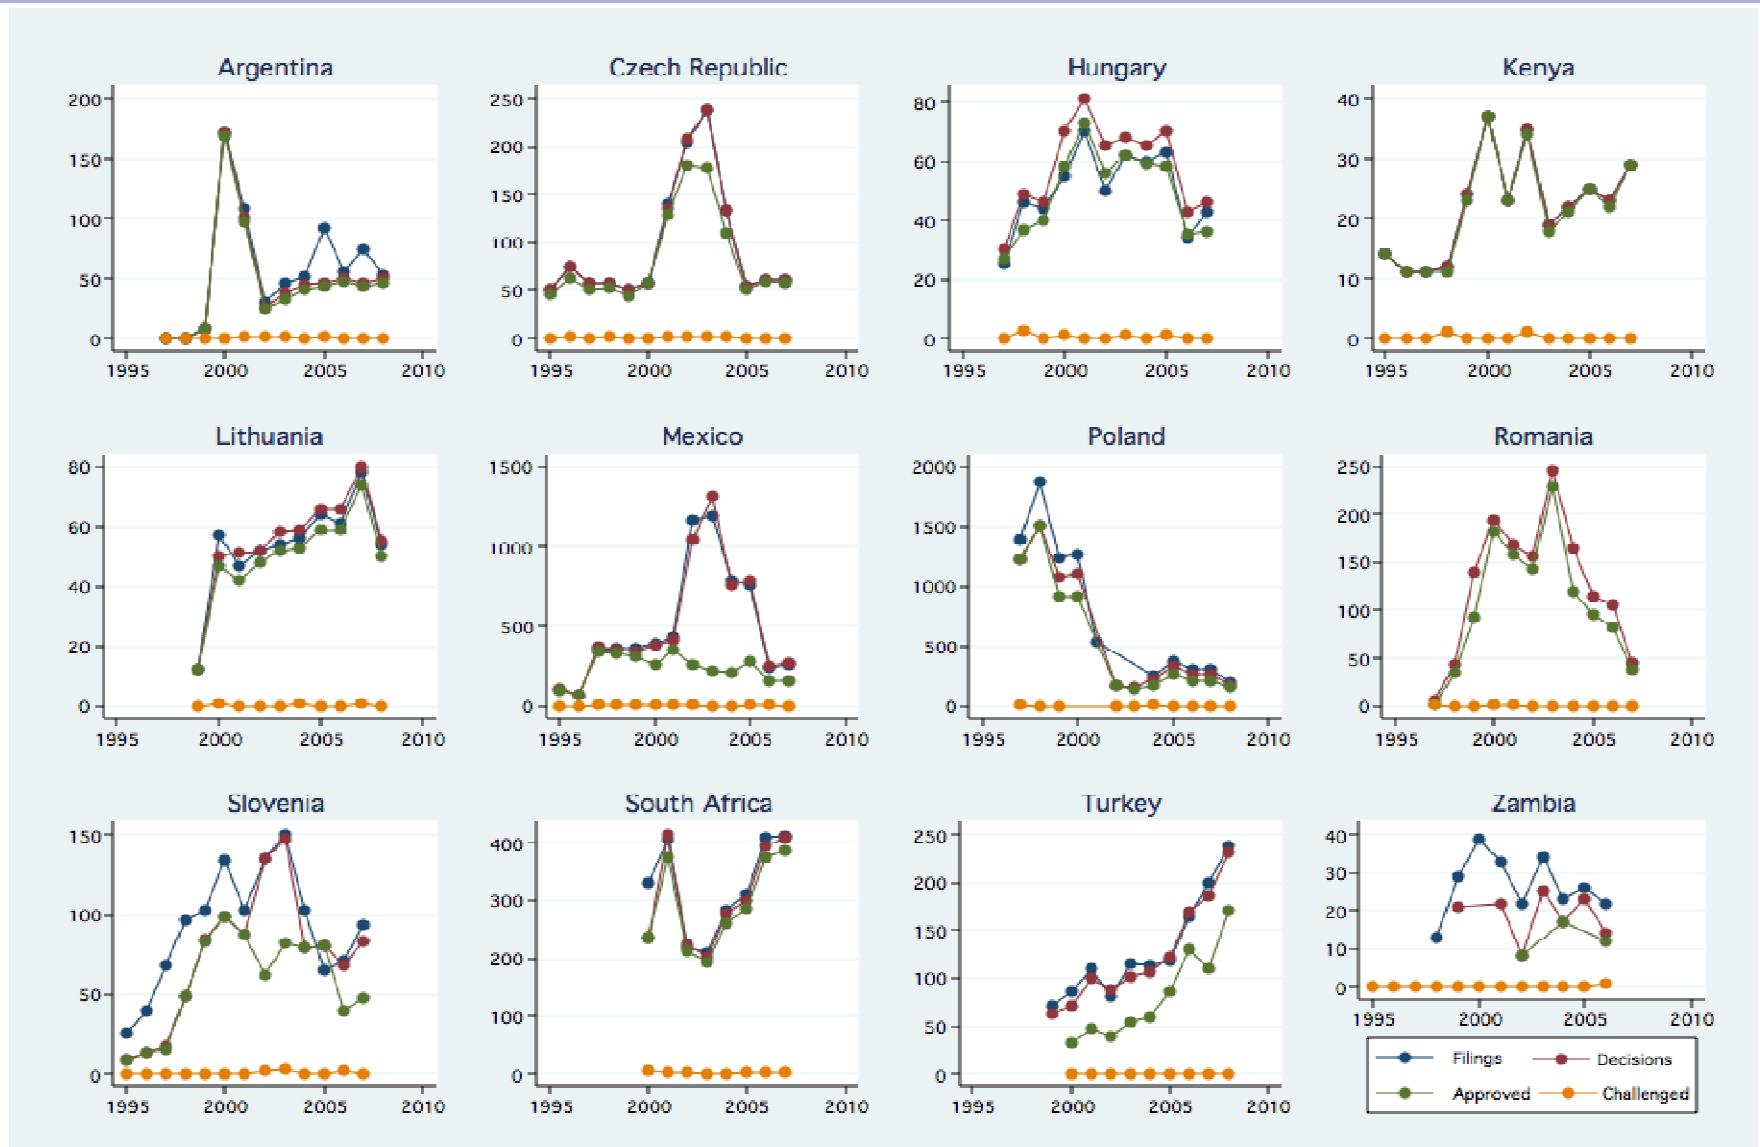 Argentina Czech Republic Hungary Kenya
200 250 80 40
150 200 60 30
100 150 40 20
50 100 20 10
0 50 0 0
0
1995 2000 2005 2010 1995 2000 2005 2010 1995 2000 2005 2010 1995 2000 2005 2010
Lithuania Mexico Poland Romania
80 1500 2000 250
60 1000 1500 200
40 500 1000 150
20 0 500 100
0 0 50
0
1995 2000 2005 2010 1995 2000 2005 2010 1995 2000 2005 2010 1995 2000 2005 2010
Slovenia South Africa Turkey Zambia
150 400 250 40
100 300 200 30
50 200 150 20
0 100 100 10
0 50 0
0
1995 2000 2005 2010 1995 2000 2005 2010 1995 2000 2005 2010 1995 2000 2005 2010
Filings Decisions
Approved Challenged